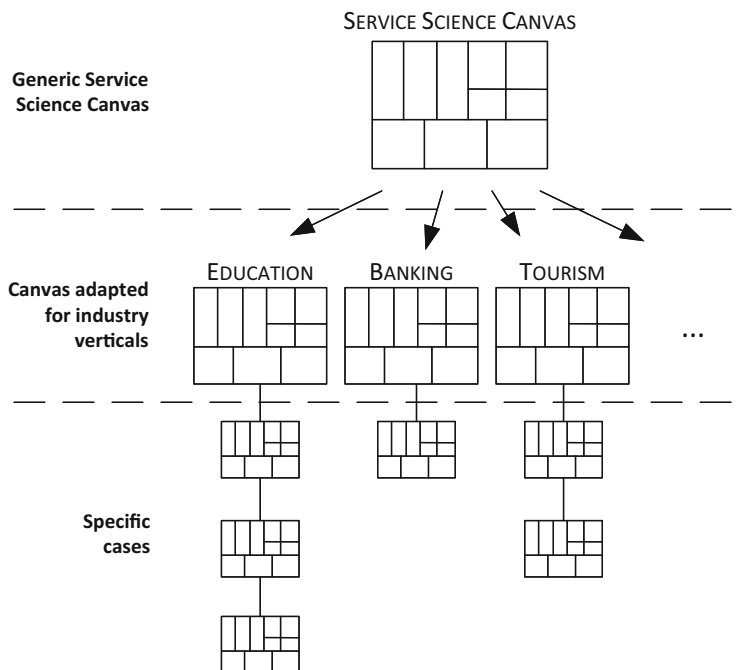 SERVICE SCIENCE CANVAS
Generic Service
Science Canvas
EDUCATION
BANKING
TOURISM
Canvas adapted
for industry
verticals
...
Specific
cases